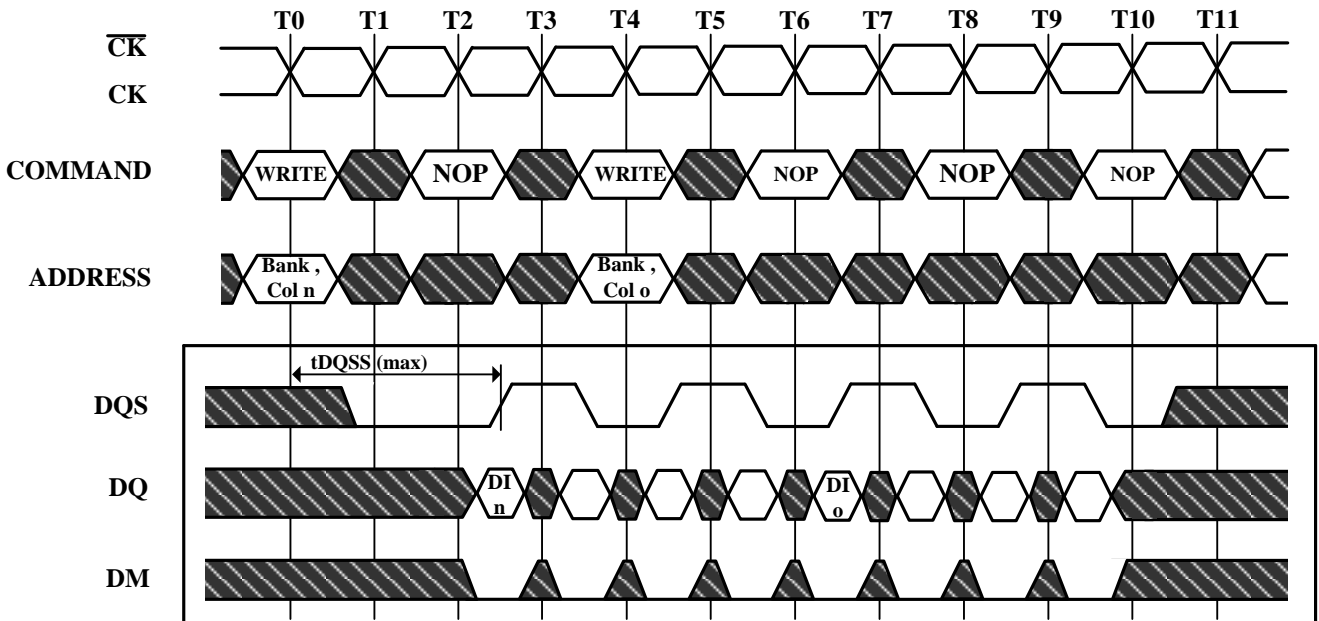 T0 T1 T2 T3 T4 T5 T6 T7 T8 T9 T10 T11
CK
CK
COMMAND WRITE NOP WRITE NOP NOP NOP
ADDRESS
Bank ,
Col n
Bank ,
Col o
tDQSS (max)
DQS
DQ
DI
n
DI
o
DM